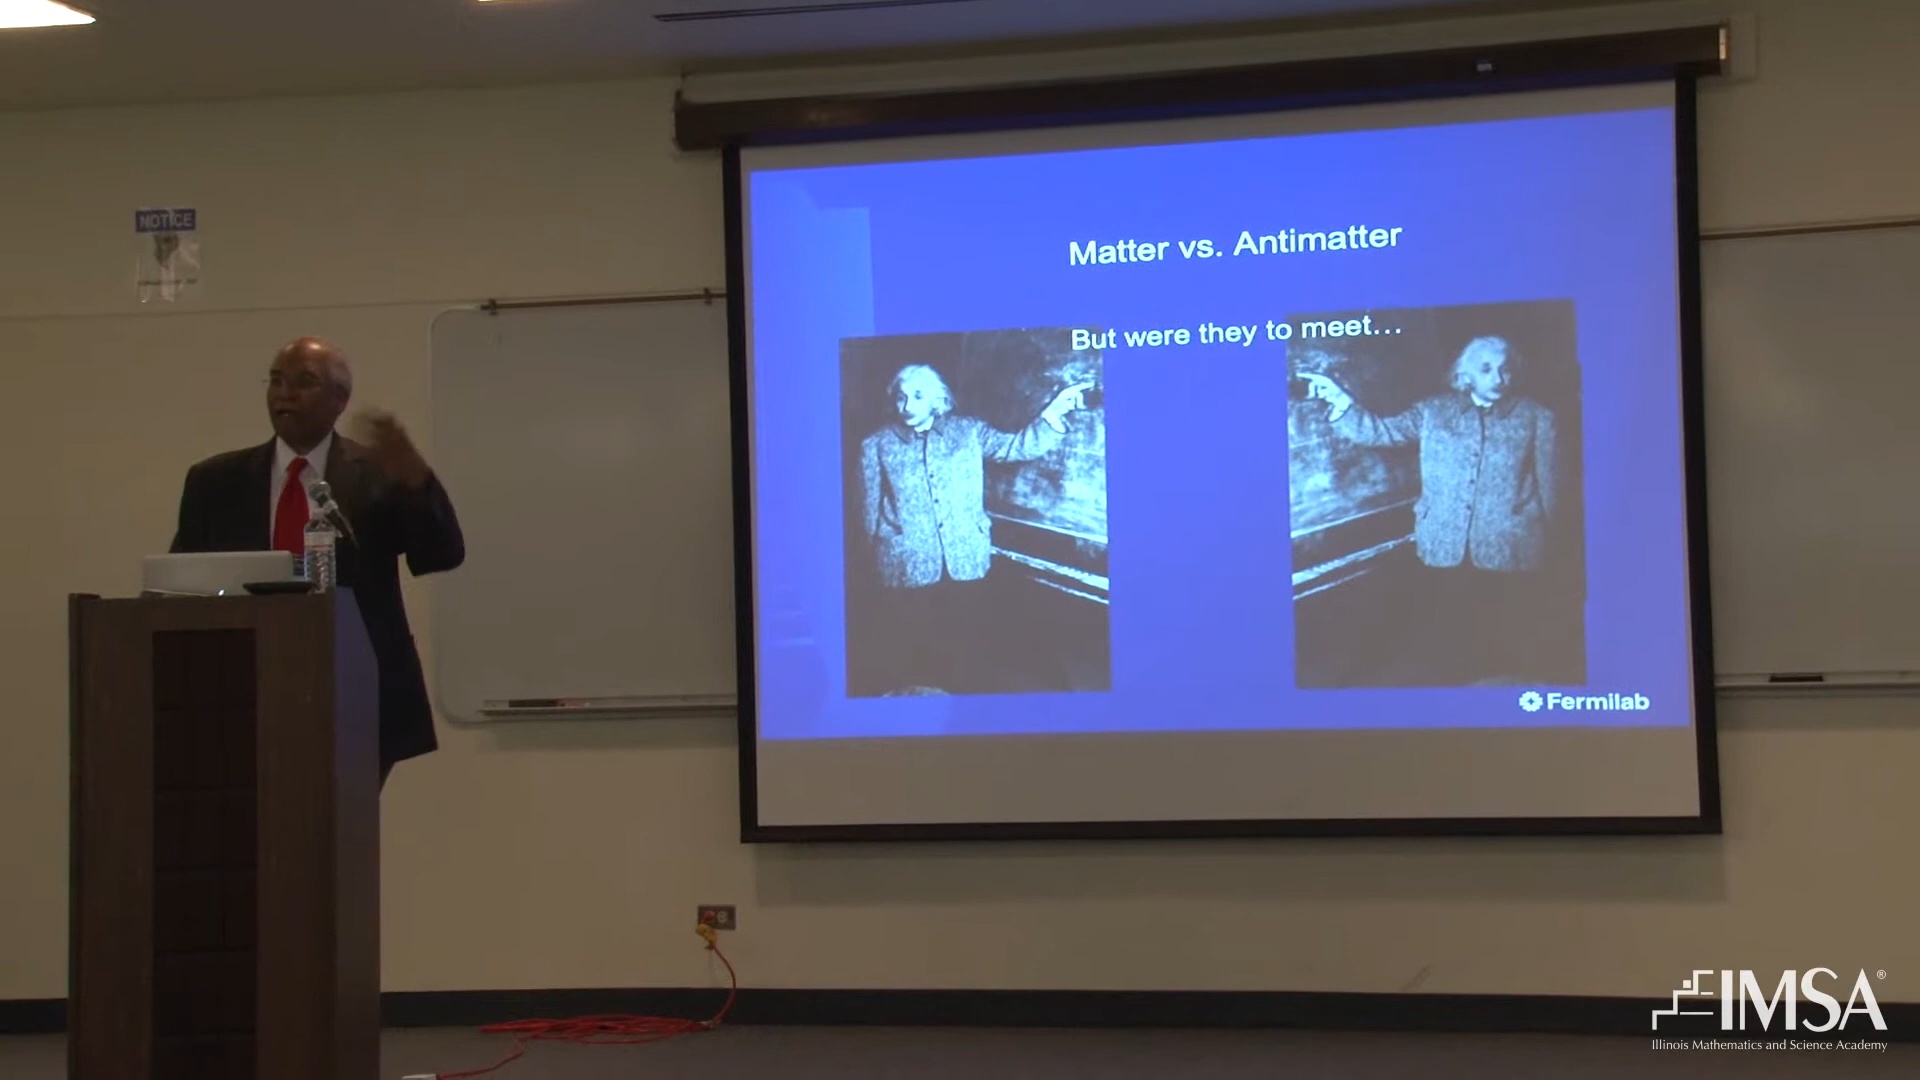 NOTICE
Matter vs. Antimatter
But were they to meet...
Fermilab
IMSA®
Illinois Mathematics and Science Academy